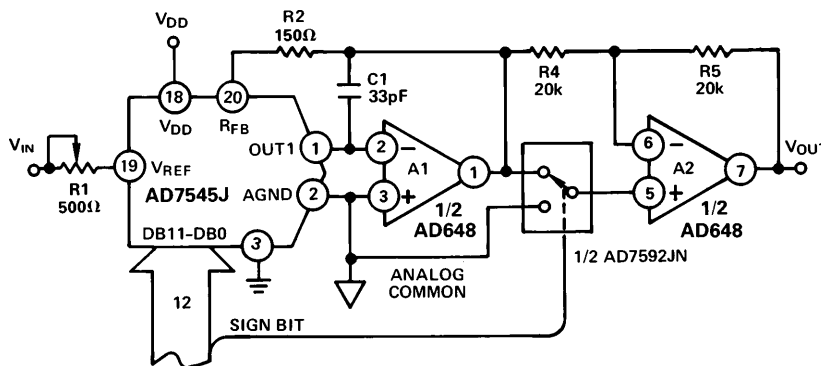 VDD
R2
150Ω
C1
33pF
R4
20k
R5
20k
18
VDD
20
RFB
VIN
R1
500Ω
19
VREF
AD7545J
OUT1
1
AGND
2
DB11–DB0
3
2
–
3
+
A1
1
1/2
AD648
6
–
5
+
A2
7
1/2
AD648
VOUT
1/2 AD7592JN
ANALOG
COMMON
12
SIGN BIT